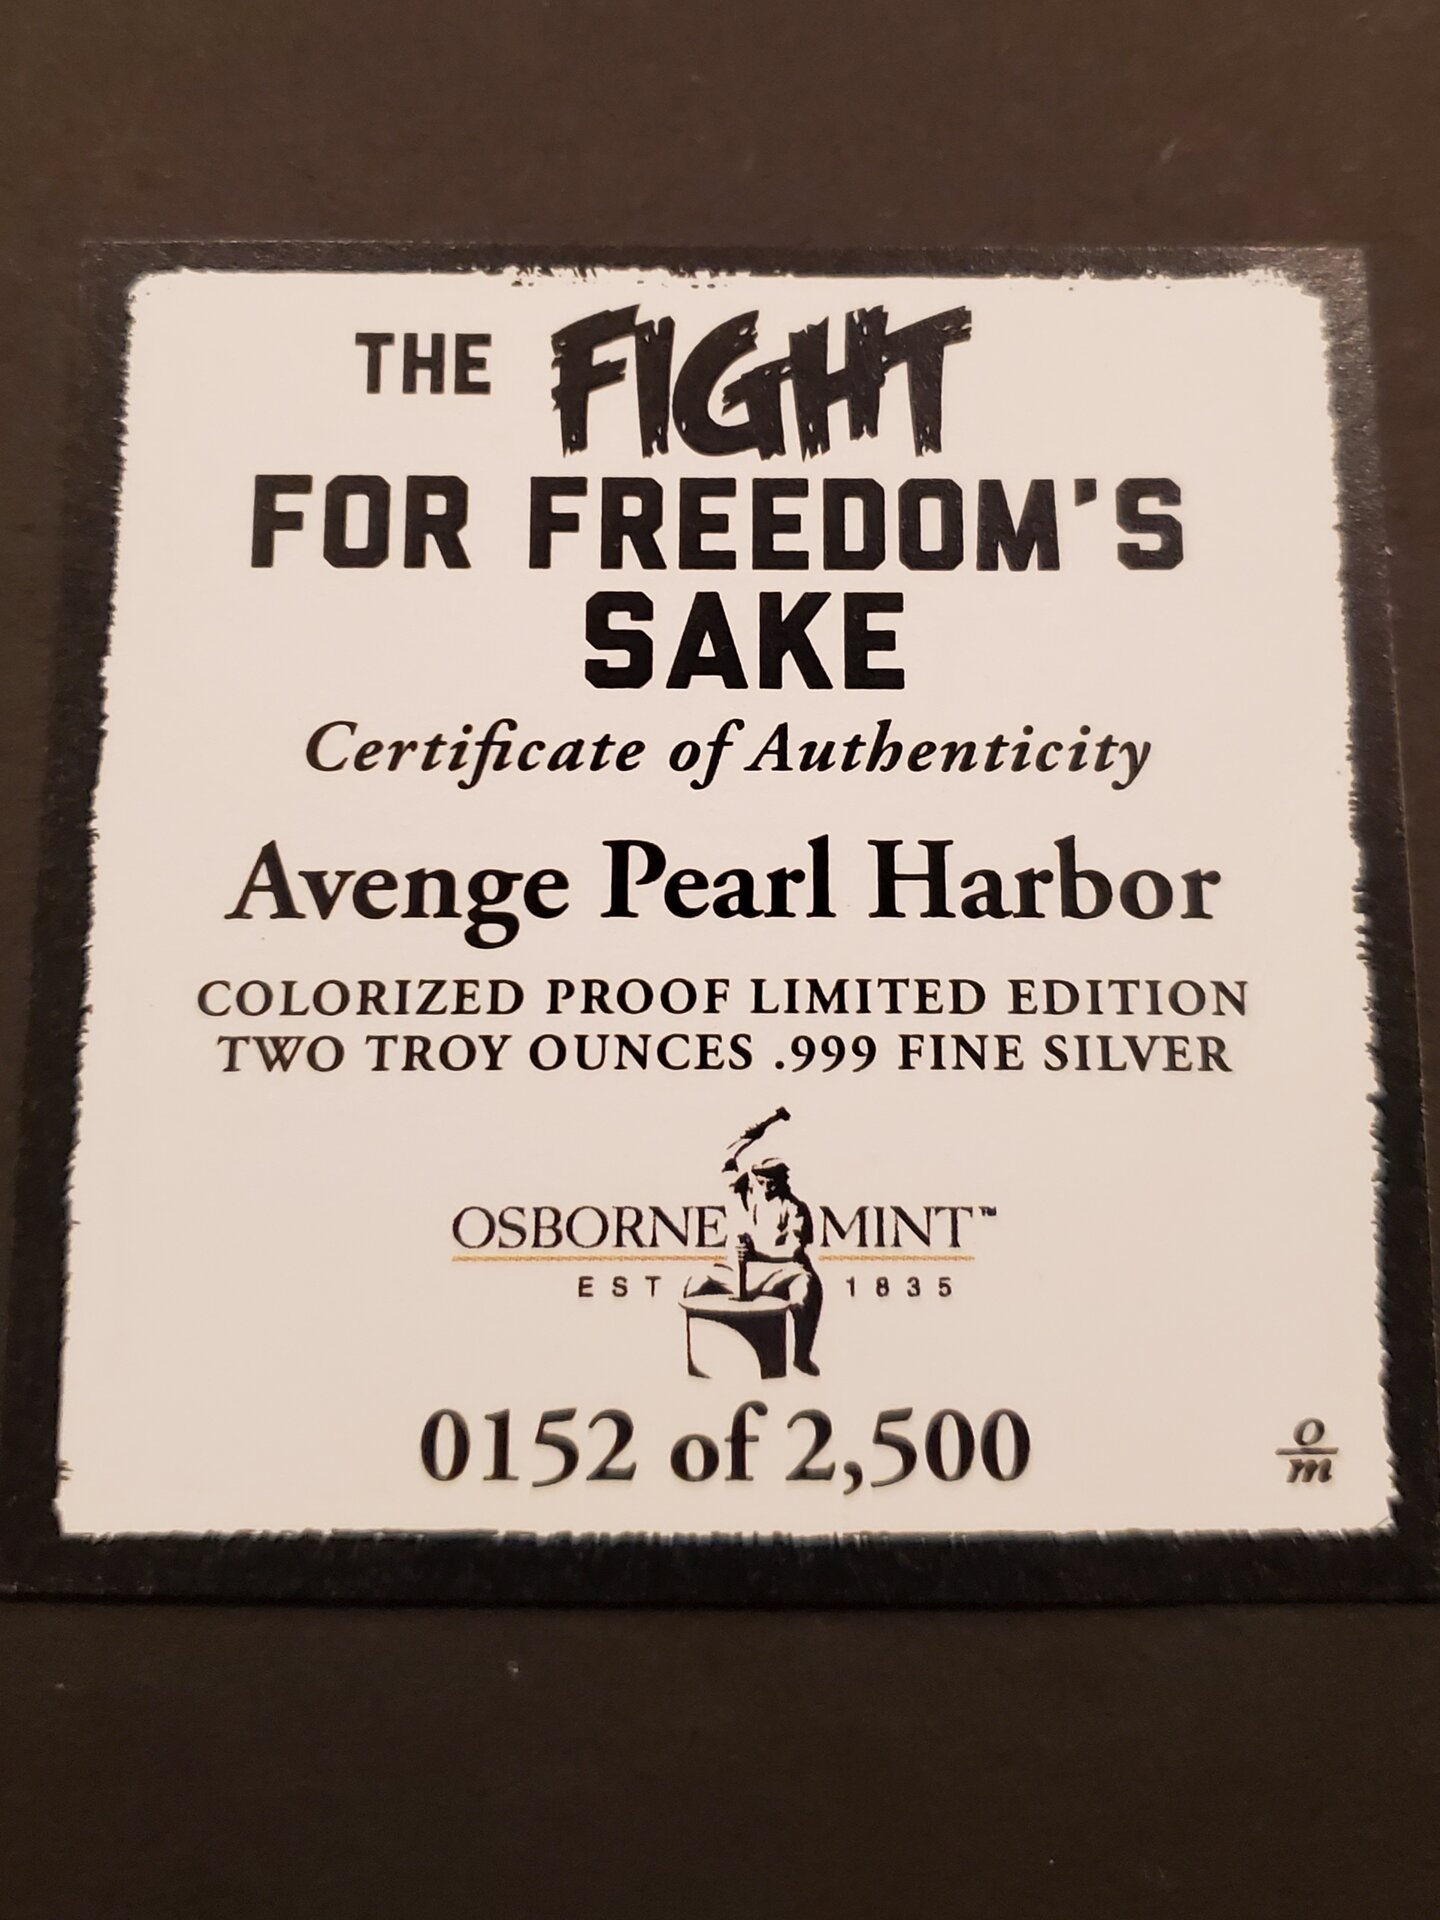 THE FIGHT
FOR FREEDOM'S
SAKE
Certificate of Authenticity
Avenge Pearl Harbor
COLORIZED PROOF LIMITED EDITION
TWO TROY OUNCES .999 FINE SILVER
OSBORNE MINT™
EST 1835
0152 of 2,500
o
m